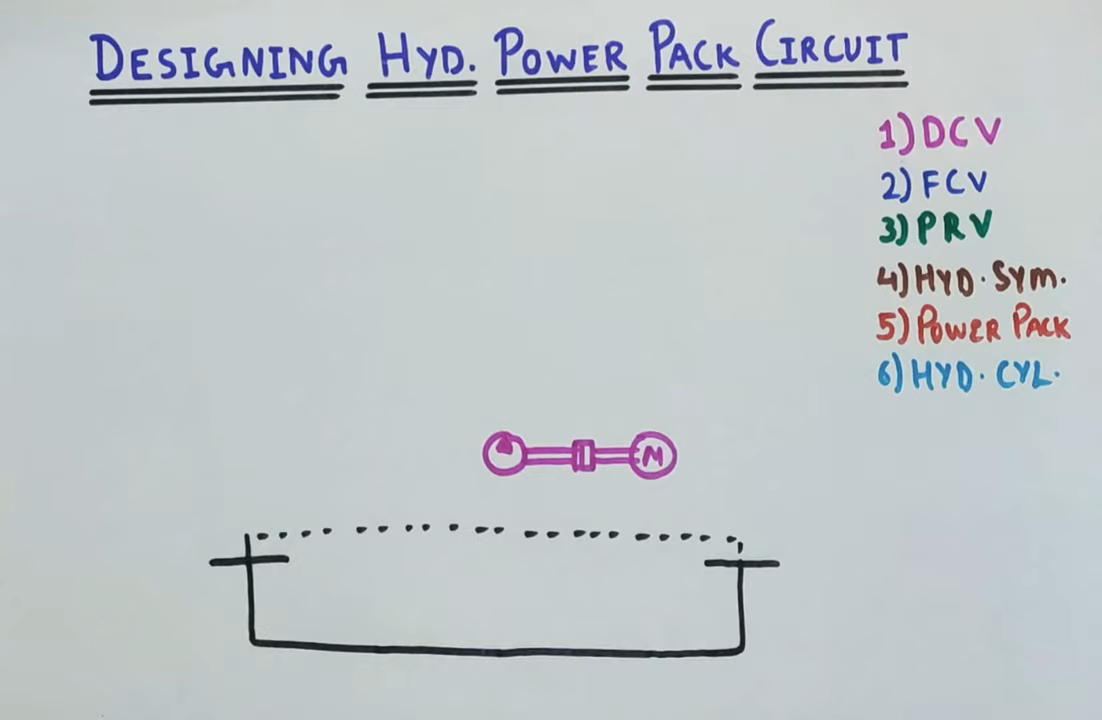 DESIGNING HYD. POWER PACK CIRCUIT
1) DCV
2) FCV
3) PRV
4) HYD. SYM.
5) POWER PACK
6) HYD. CYL.
M